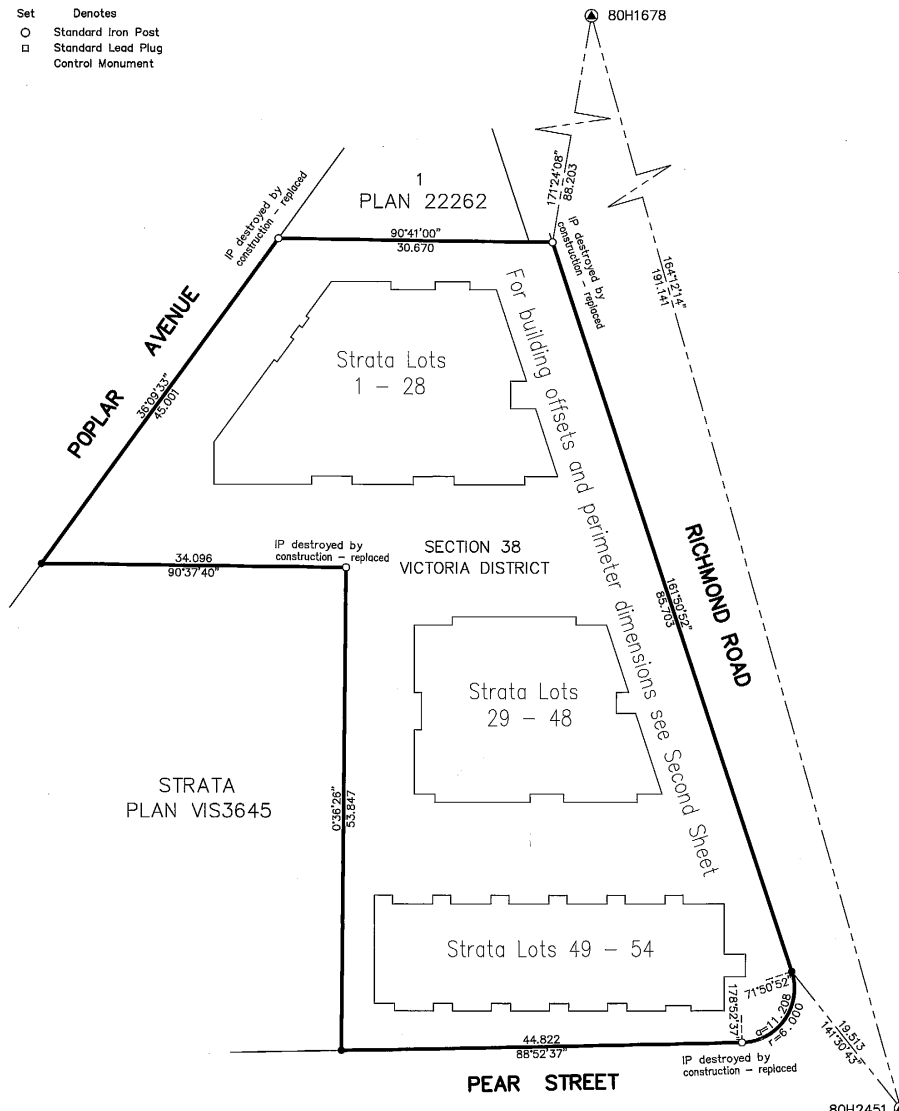 Set Denotes
Standard Iron Post
Standard Lead Plug
Control Monument
80H1678
171°24'08"
88.203
1
PLAN 22262
IP destroyed by
construction - replaced
90°41'00"
30.670
IP destroyed by
construction - replaced
164°12'14"
191.141
POPLAR AVENUE
36°09'33"
45.001
Strata Lots
1 - 28
For building offsets and perimeter dimensions see Second Sheet
RICHMOND ROAD
161°50'52"
85.703
34.096
90°37'40"
IP destroyed by
construction - replaced
SECTION 38
VICTORIA DISTRICT
Strata Lots
29 - 48
STRATA
PLAN VIS3645
0°36'26"
53.847
Strata Lots 49 - 54
178°52'37"
71°50'52"
a=11.208
r=6.000
19.513
141°30'43"
44.822
88°52'37"
IP destroyed by
construction - replaced
PEAR STREET
80H2451